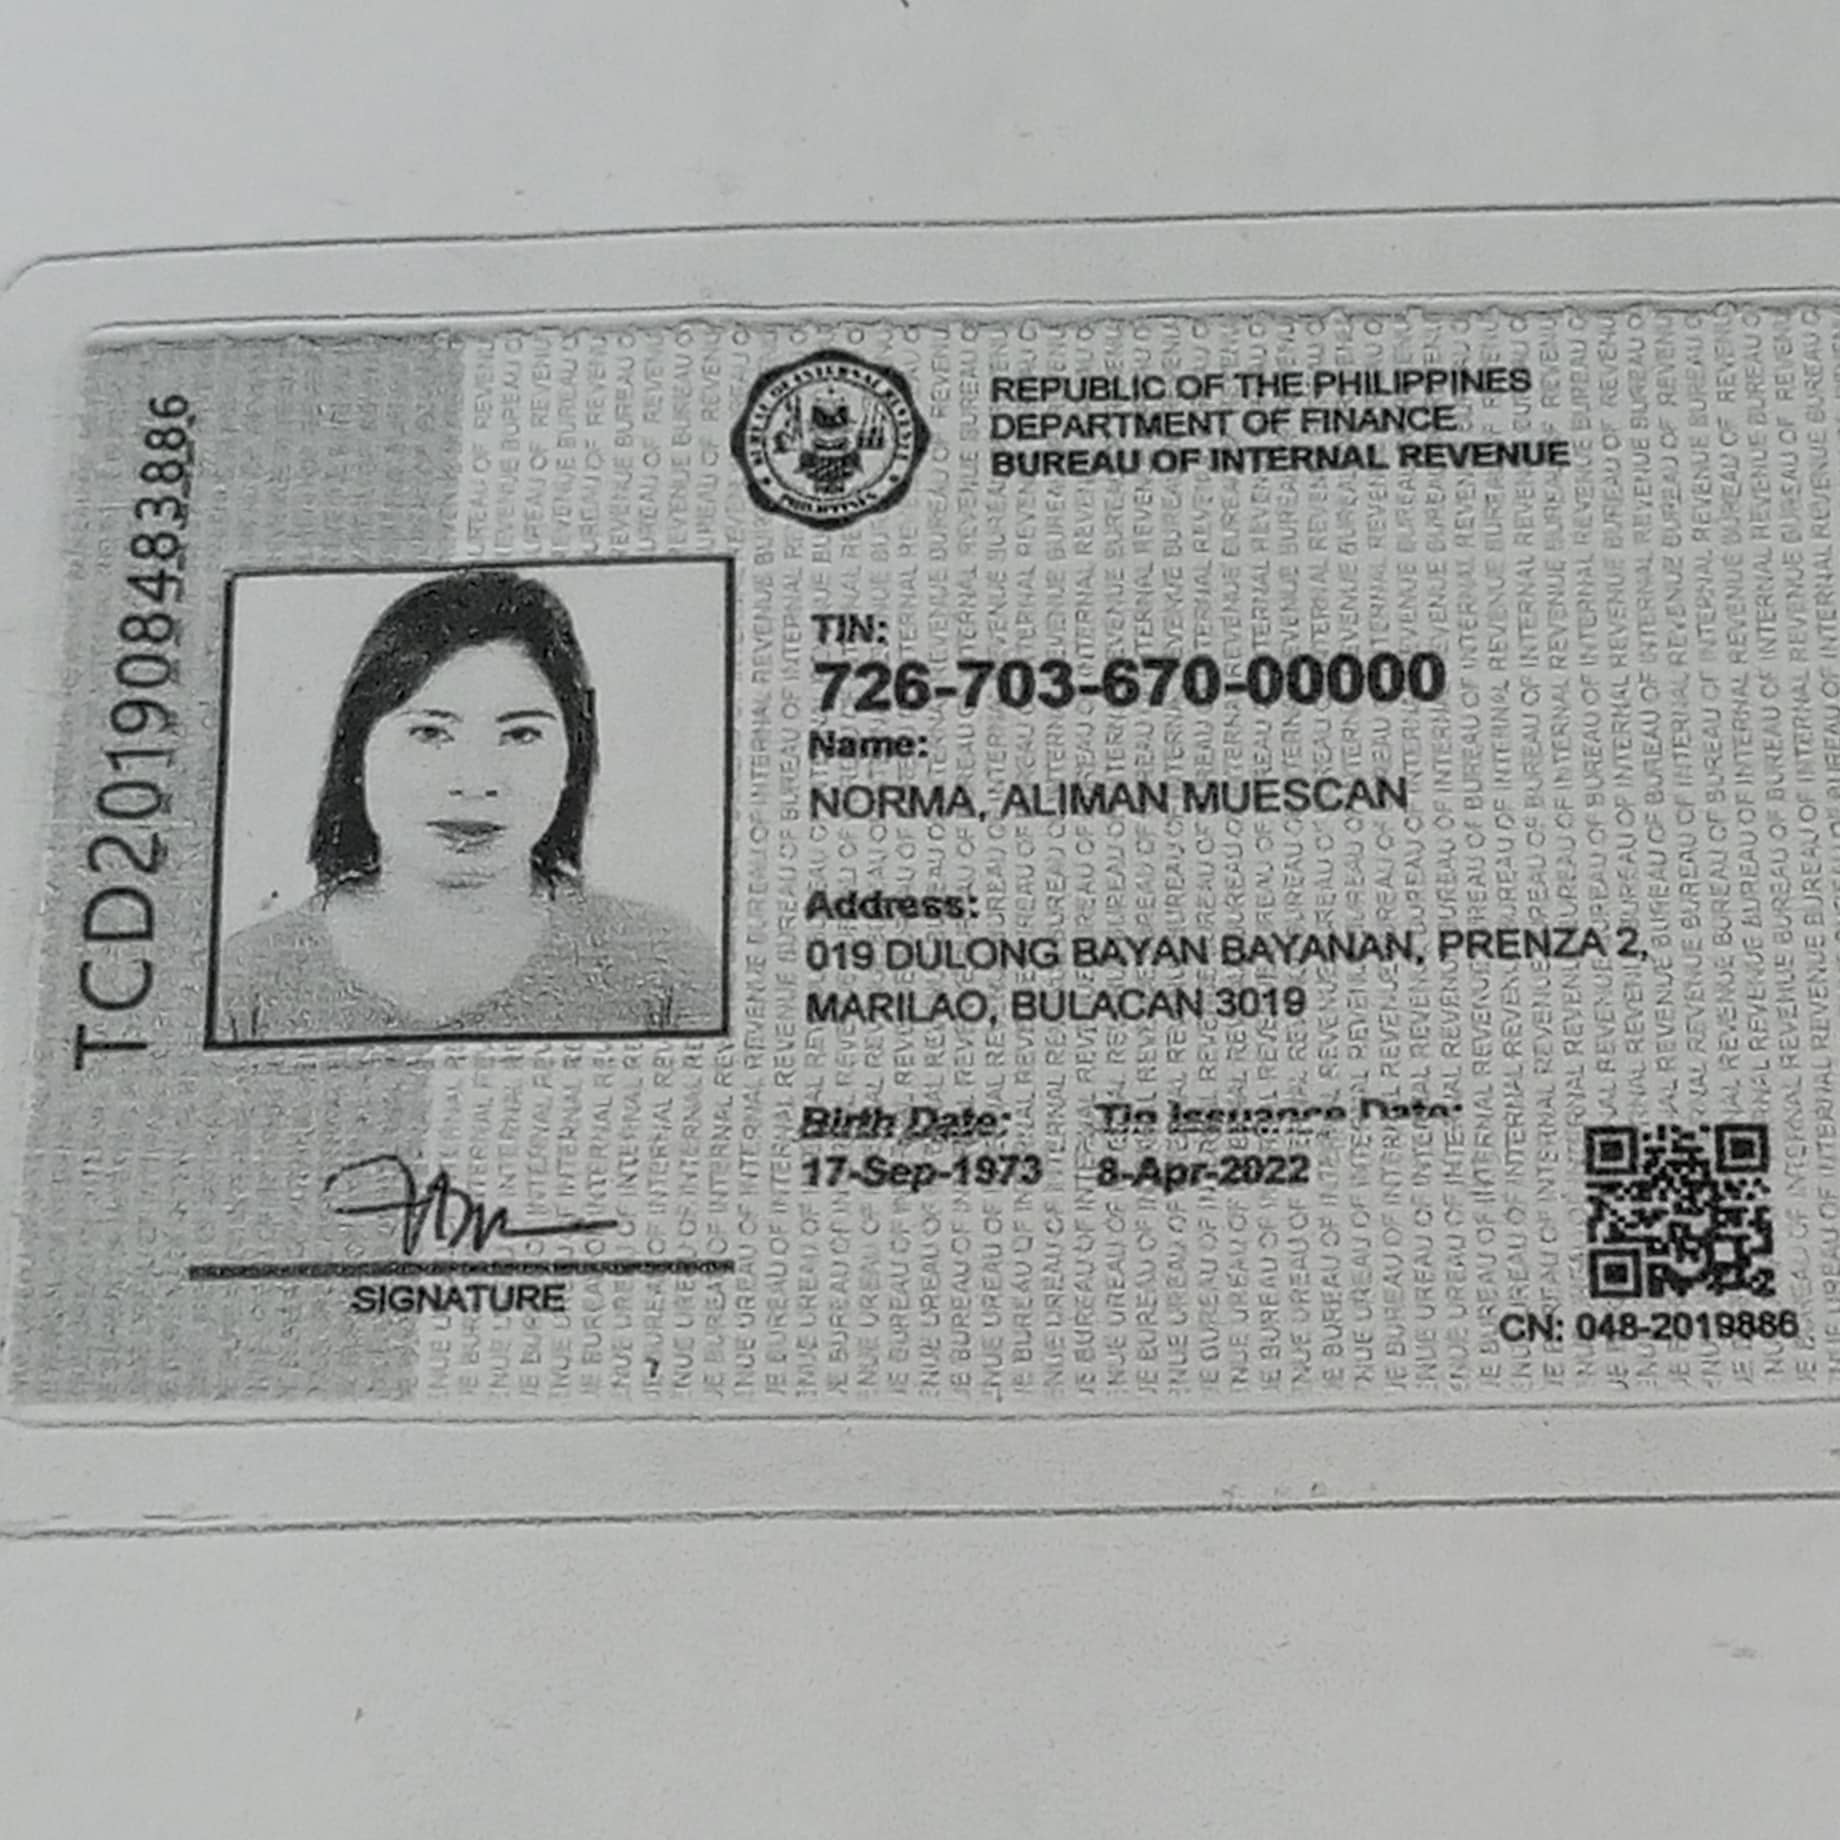 TCD201908483886
REPUBLIC OF THE PHILIPPINES
DEPARTMENT OF FINANCE
BUREAU OF INTERNAL REVENUE
TIN:
726-703-670-00000
Name:
NORMA, ALIMAN MUESCAN
Address:
019 DULONG BAYAN BAYANAN, PRENZA 2,
MARILAO, BULACAN 3019
Birth Date: Tin Issuance Date:
17-Sep-1973 8-Apr-2022
SIGNATURE
CN: 048-2019886